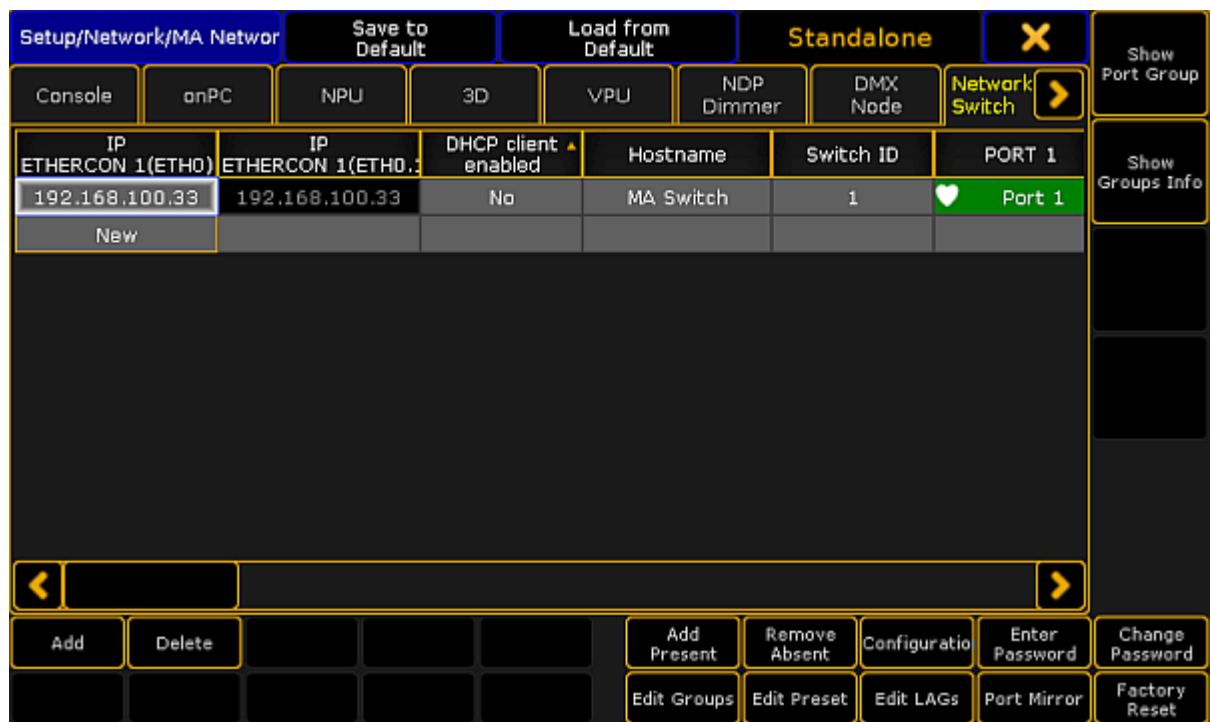 Setup/Network/MA Networ
Save to
Default
Load from
Default
Standalone
Show
Port Group
Console
onPC
NPU
3D
VPU
NDP
Dimmer
DMX
Node
Network
Switch
IP
ETHERCON 1(ETH0)
IP
ETHERCON 1(ETH0.:
DHCP client
enabled
Hostname
Switch ID
PORT 1
Show
Groups Info
192.168.100.33
192.168.100.33
No
MA Switch
1
Port 1
New
Add
Delete
Add
Present
Remove
Absent
Configuratio
Enter
Password
Change
Password
Edit Groups
Edit Preset
Edit LAGs
Port Mirror
Factory
Reset